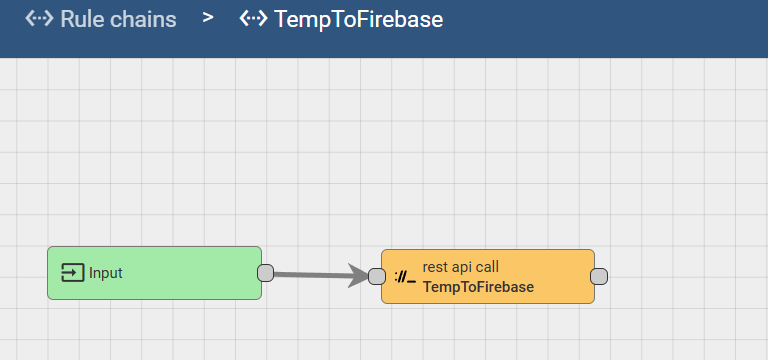 Rule chains > TempToFirebase
Input
rest api call
TempToFirebase